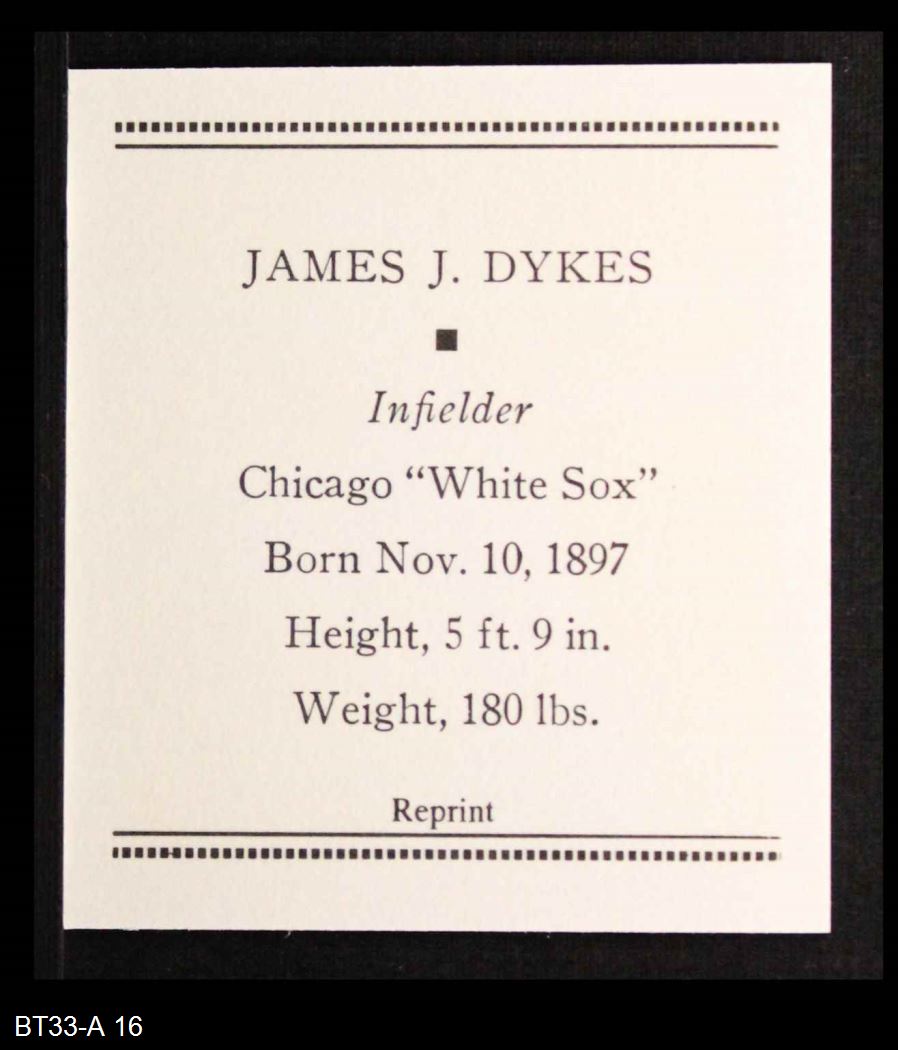 JAMES J. DYKES
Infielder
Chicago “White Sox”
Born Nov. 10, 1897
Height, 5 ft. 9 in.
Weight, 180 lbs.
Reprint
BT33-A 16